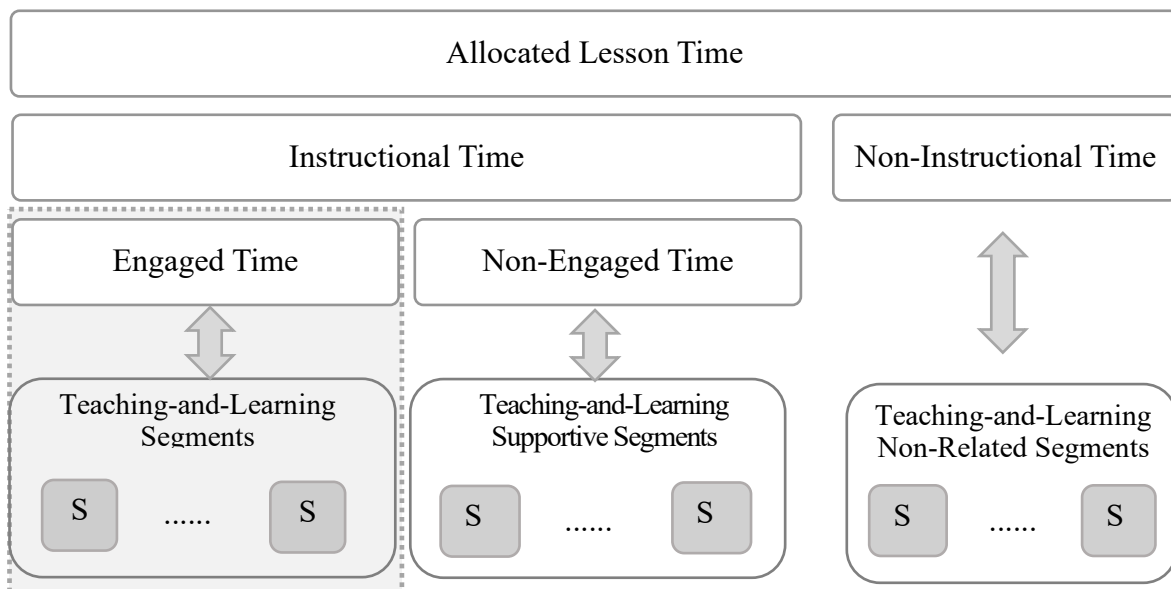 Allocated Lesson Time
Instructional Time
Non-Instructional Time
Engaged Time
Non-Engaged Time
Teaching-and-Learning
Segments
S
......
S
Teaching-and-Learning
Supportive Segments
S
......
S
Teaching-and-Learning
Non-Related Segments
S
......
S